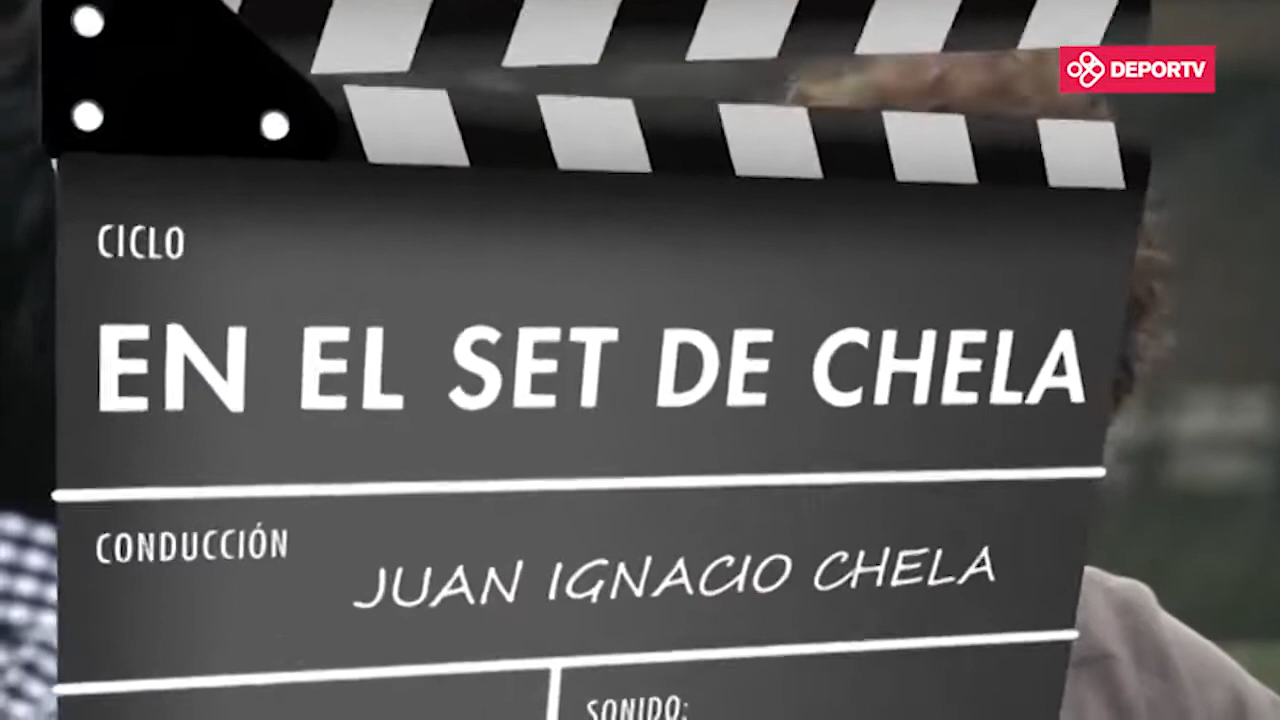 DEPORTV
CICLO
EN EL SET DE CHELA
CONDUCCIÓN
JUAN IGNACIO CHELA
SONIDO: